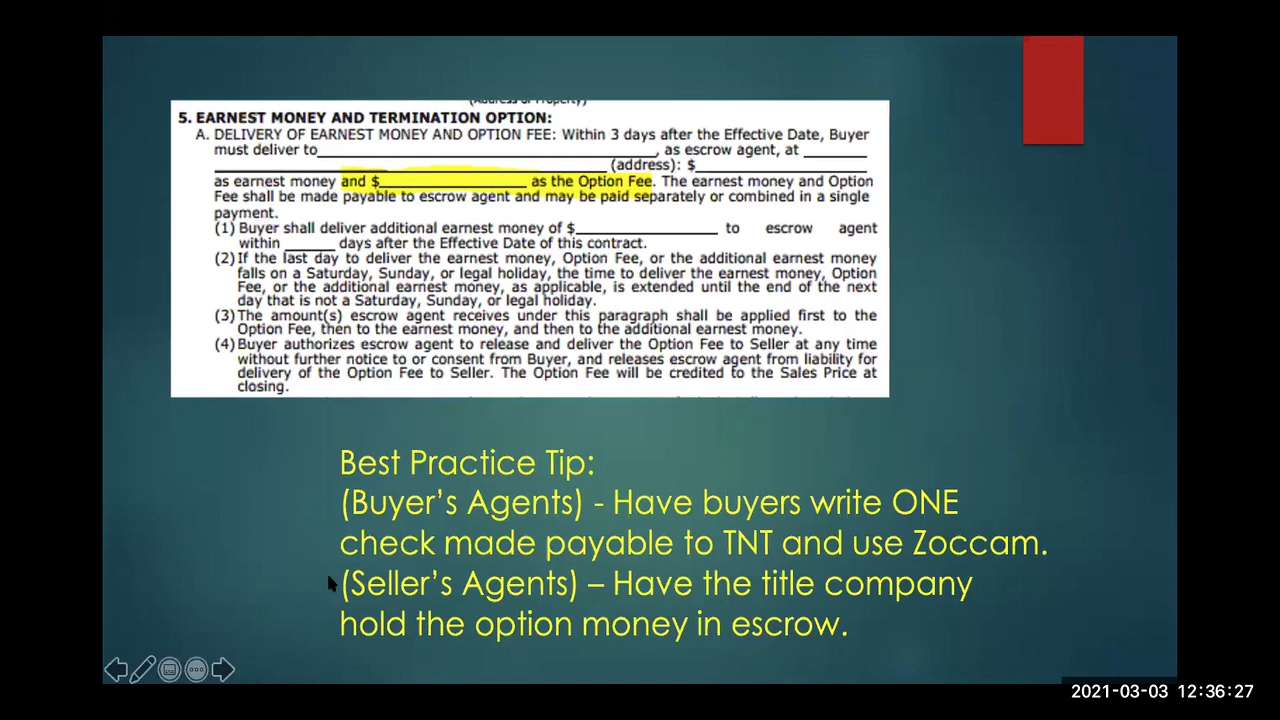 (Address of Property)
5. EARNEST MONEY AND TERMINATION OPTION:
A. DELIVERY OF EARNEST MONEY AND OPTION FEE: Within 3 days after the Effective Date, Buyer
must deliver to____________________, as escrow agent, at ________
____________________ (address): $____________________
as earnest money and $____________________ as the Option Fee. The earnest money and Option
Fee shall be made payable to escrow agent and may be paid separately or combined in a single
payment.
(1) Buyer shall deliver additional earnest money of $____________________ to escrow agent
within _______ days after the Effective Date of this contract.
(2) If the last day to deliver the earnest money, Option Fee, or the additional earnest money
falls on a Saturday, Sunday, or legal holiday, the time to deliver the earnest money, Option
Fee, or the additional earnest money, as applicable, is extended until the end of the next
day that is not a Saturday, Sunday, or legal holiday.
(3) The amount(s) escrow agent receives under this paragraph shall be applied first to the
Option Fee, then to the earnest money, and then to the additional earnest money.
(4) Buyer authorizes escrow agent to release and deliver the Option Fee to Seller at any time
without further notice to or consent from Buyer, and releases escrow agent from liability for
delivery of the Option Fee to Seller. The Option Fee will be credited to the Sales Price at
closing.
Best Practice Tip:
(Buyer’s Agents) - Have buyers write ONE
check made payable to TNT and use Zoccam.
(Seller’s Agents) – Have the title company
hold the option money in escrow.
2021-03-03 12:36:27